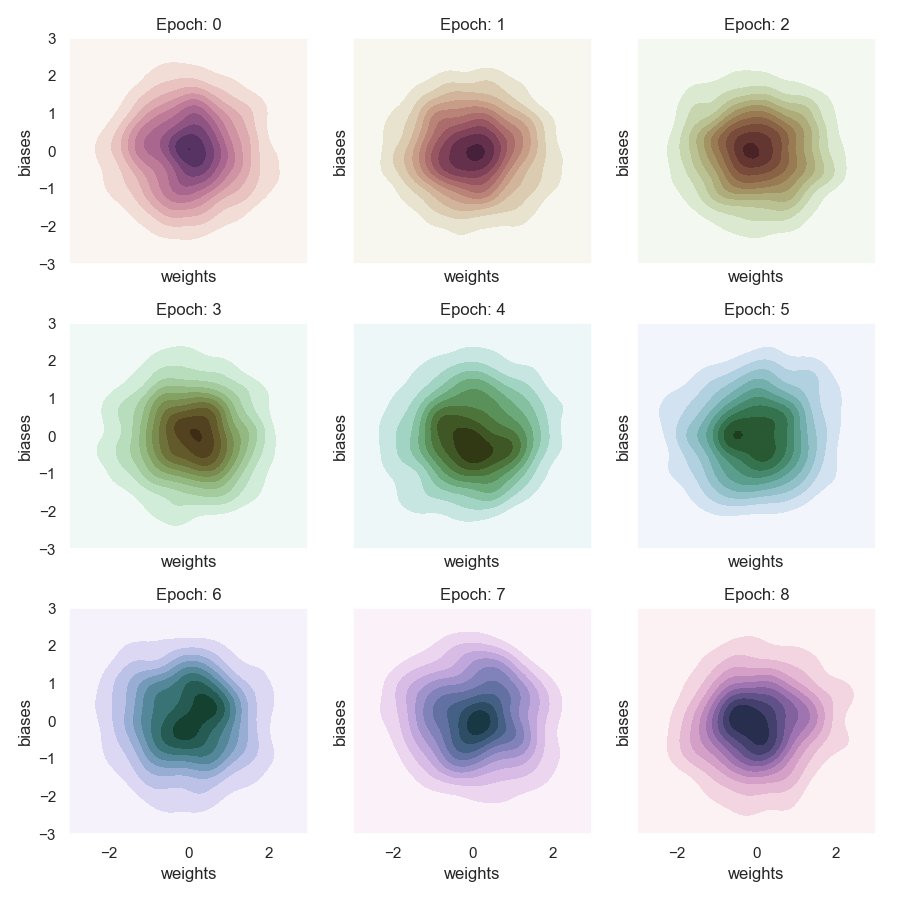 Epoch: 0 Epoch: 1 Epoch: 2
3
2
1
0
−1
−2
−3
biases biases biases
weights weights weights
Epoch: 3 Epoch: 4 Epoch: 5
3
2
1
0
−1
−2
−3
biases biases biases
weights weights weights
Epoch: 6 Epoch: 7 Epoch: 8
3
2
1
0
−1
−2
−3
biases biases biases
−2 0 2 −2 0 2 −2 0 2
weights weights weights